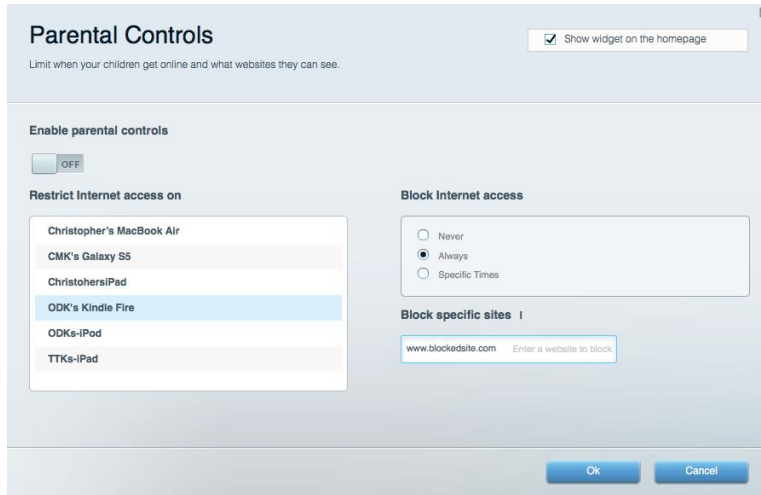 Parental Controls
Show widget on the homepage
Limit when your children get online and what websites they can see.
Enable parental controls
OFF
Restrict Internet access on
Christopher's MacBook Air
CMK's Galaxy S5
ChristohersiPad
ODK's Kindle Fire
ODKs-iPod
TTKs-iPad
Block Internet access
Never
Always
Specific Times
Block specific sites I
www.blockedsite.com Enter a website to block
Ok Cancel